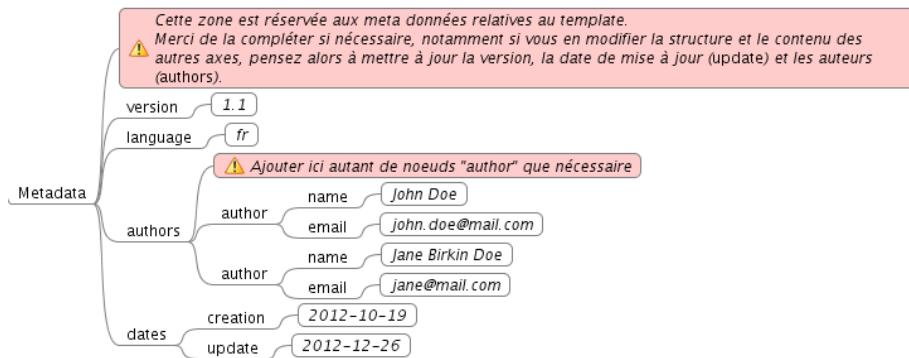 Cette zone est réservée aux meta données relatives au template.
Merci de la compléter si nécessaire, notamment si vous en modifier la structure et le contenu des
autres axes, pensez alors à mettre à jour la version, la date de mise à jour (update) et les auteurs
(authors).
version 1.1
language fr
Ajouter ici autant de noeuds "author" que nécessaire
Metadata
authors
author
name John Doe
email john.doe@mail.com
author
name Jane Birkin Doe
email jane@mail.com
dates
creation 2012-10-19
update 2012-12-26